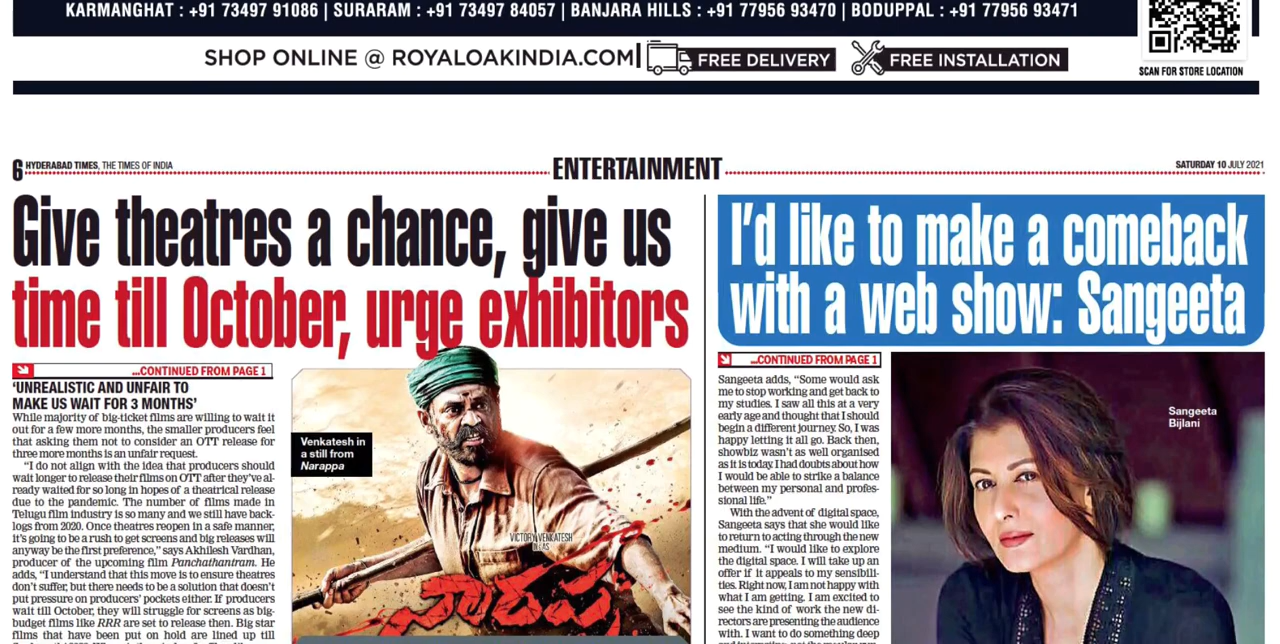 KARMANGHAT : +91 73497 91086 | SURARAM : +91 73497 84057 | BANJARA HILLS : +91 77956 93470 | BODUPPAL : +91 77956 93471
SHOP ONLINE @ ROYALOAKINDIA.COM
FREE DELIVERY
FREE INSTALLATION
SCAN FOR STORE LOCATION
6 HYDERABAD TIMES, THE TIMES OF INDIA
ENTERTAINMENT
SATURDAY 10 JULY 2021
Give theatres a chance, give us
time till October, urge exhibitors
...CONTINUED FROM PAGE 1
‘UNREALISTIC AND UNFAIR TO
MAKE US WAIT FOR 3 MONTHS’
While majority of big-ticket films are willing to wait it
out for a few more months, the smaller producers feel
that asking them not to consider an OTT release for
three more months is an unfair request.
“I do not align with the idea that producers should
wait longer to release their films on OTT after they’ve al-
ready waited for so long in hopes of a theatrical release
due to the pandemic. The number of films made in
Telugu film industry is so many and we still have back-
logs from 2020. Once theatres reopen in a safe manner,
it’s going to be a rush to get screens and big releases will
anyway be the first preference,” says Akhilesh Vardhan,
producer of the upcoming film Panchathantram. He
adds, “I understand that this move is to ensure theatres
don’t suffer, but there needs to be a solution that doesn’t
put pressure on producers’ pockets either. If producers
wait till October, they will struggle for screens as big-
budget films like RRR are set to release then. Big star
films that have been put on hold are lined up till
Venkatesh in
a still from
Narappa
VICTORY VENKATESH
IN & AS
నారప్ప
I’d like to make a comeback
with a web show: Sangeeta
...CONTINUED FROM PAGE 1
Sangeeta adds, “Some would ask
me to stop working and get back to
my studies. I saw all this at a very
early age and thought that I should
begin a different journey. So, I was
happy letting it all go. Back then,
showbiz wasn’t as well organised
as it is today. I had doubts about how
I would be able to strike a balance
between my personal and profes-
sional life.”
With the advent of digital space,
Sangeeta says that she would like
to return to acting through the new
medium. “I would like to explore
the digital space. I will take up an
offer if it appeals to my sensibili-
ties. Right now, I am not happy with
what I am getting. I am excited to
see the kind of work the new di-
rectors are presenting the audience
with. I want to do something deep
Sangeeta
Bijlani